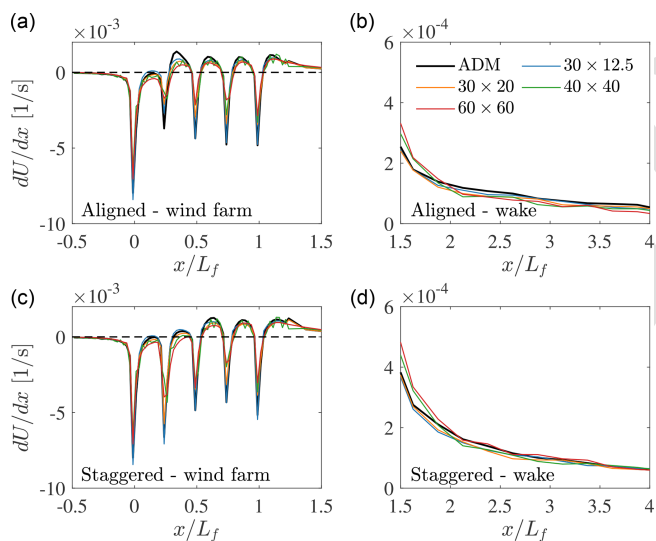 (a)
×10⁻³
dU/dx [1/s]
0
-5
-10
Aligned - wind farm
-0.5 0 0.5 1 1.5
x/L_f
(b)
×10⁻⁴
6
4
2
0
ADM 30 × 12.5
30 × 20 40 × 40
60 × 60
Aligned - wake
1.5 2 2.5 3 3.5 4
x/L_f
(c)
×10⁻³
dU/dx [1/s]
0
-5
-10
Staggered - wind farm
-0.5 0 0.5 1 1.5
x/L_f
(d)
×10⁻⁴
6
4
2
0
Staggered - wake
1.5 2 2.5 3 3.5 4
x/L_f